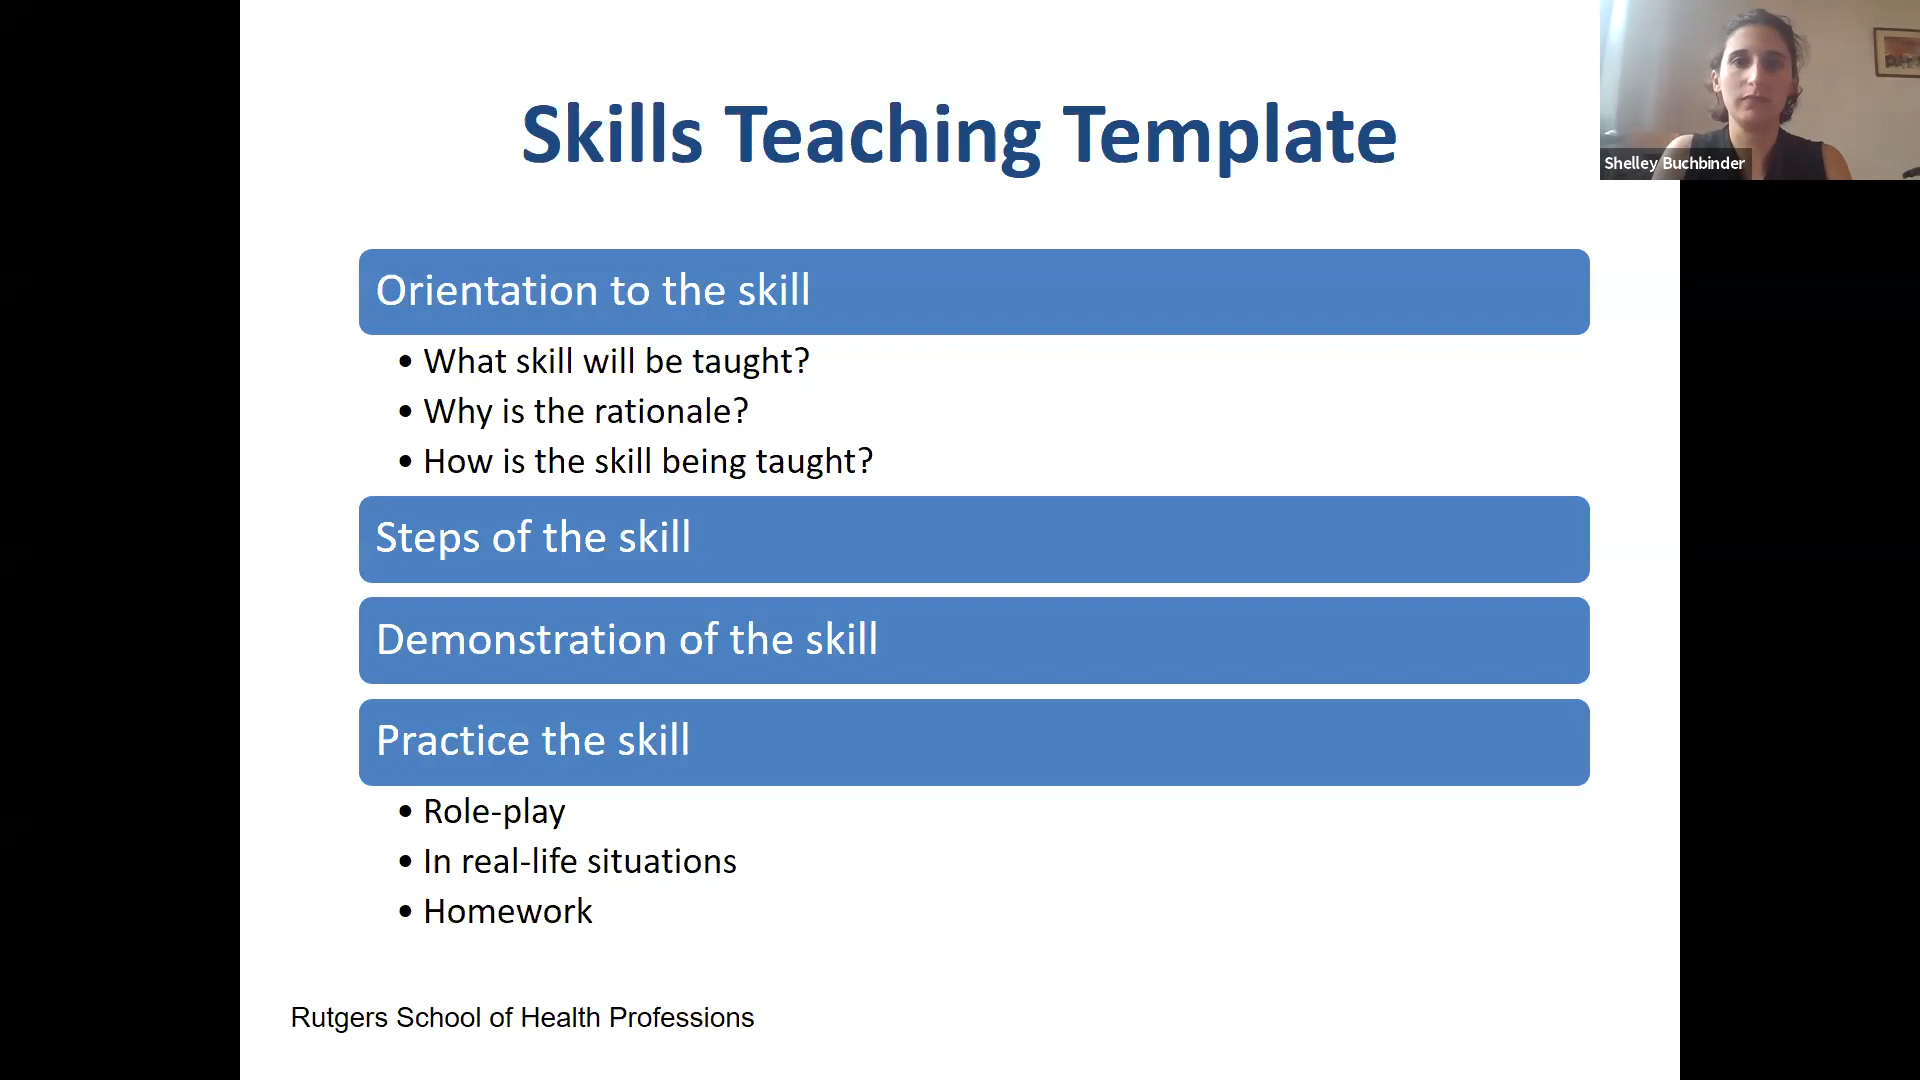 Skills Teaching Template
Shelley Buchbinder
Orientation to the skill
• What skill will be taught?
• Why is the rationale?
• How is the skill being taught?
Steps of the skill
Demonstration of the skill
Practice the skill
• Role-play
• In real-life situations
• Homework
Rutgers School of Health Professions